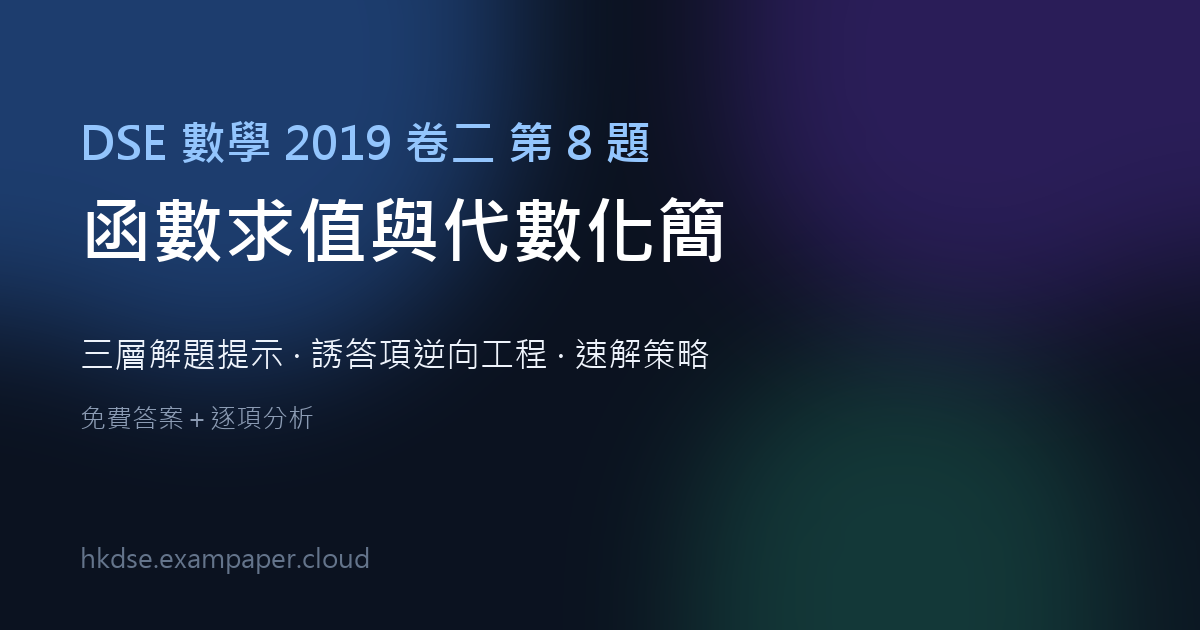 DSE 數學 2019 卷二 第 8 題
函數求值與代數化簡
三層解題提示 · 誘答項逆向工程 · 速解策略
免費答案 + 逐項分析
hkdse.exampaper.cloud